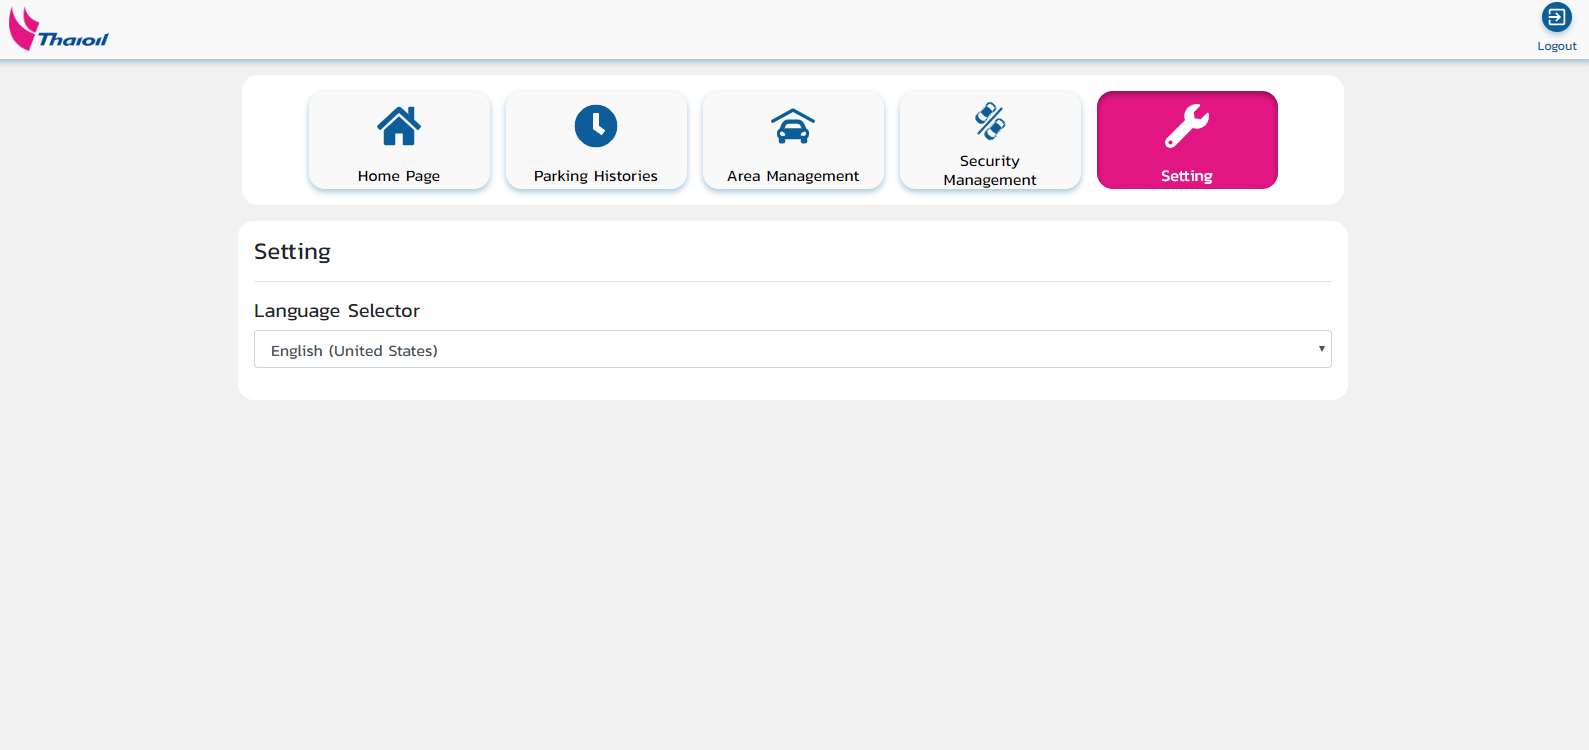 Thaioil
Logout
Home Page
Parking Histories
Area Management
Security
Management
Setting
Setting
Language Selector
English (United States)